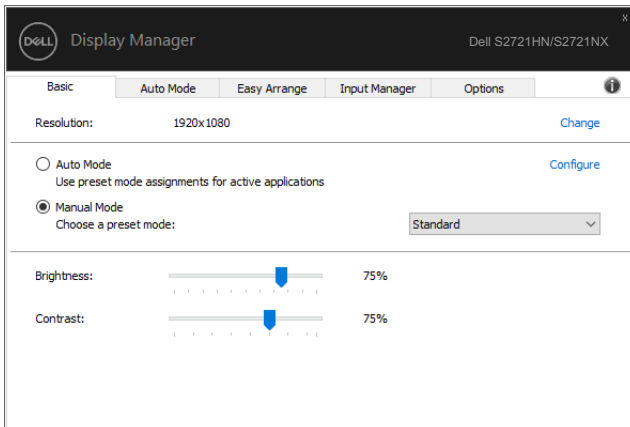 DELL Display Manager Dell S2721HN/S2721NX
Basic Auto Mode Easy Arrange Input Manager Options
Resolution: 1920x1080 Change
Auto Mode Configure
Use preset mode assignments for active applications
Manual Mode
Choose a preset mode: Standard
Brightness: 75%
Contrast: 75%